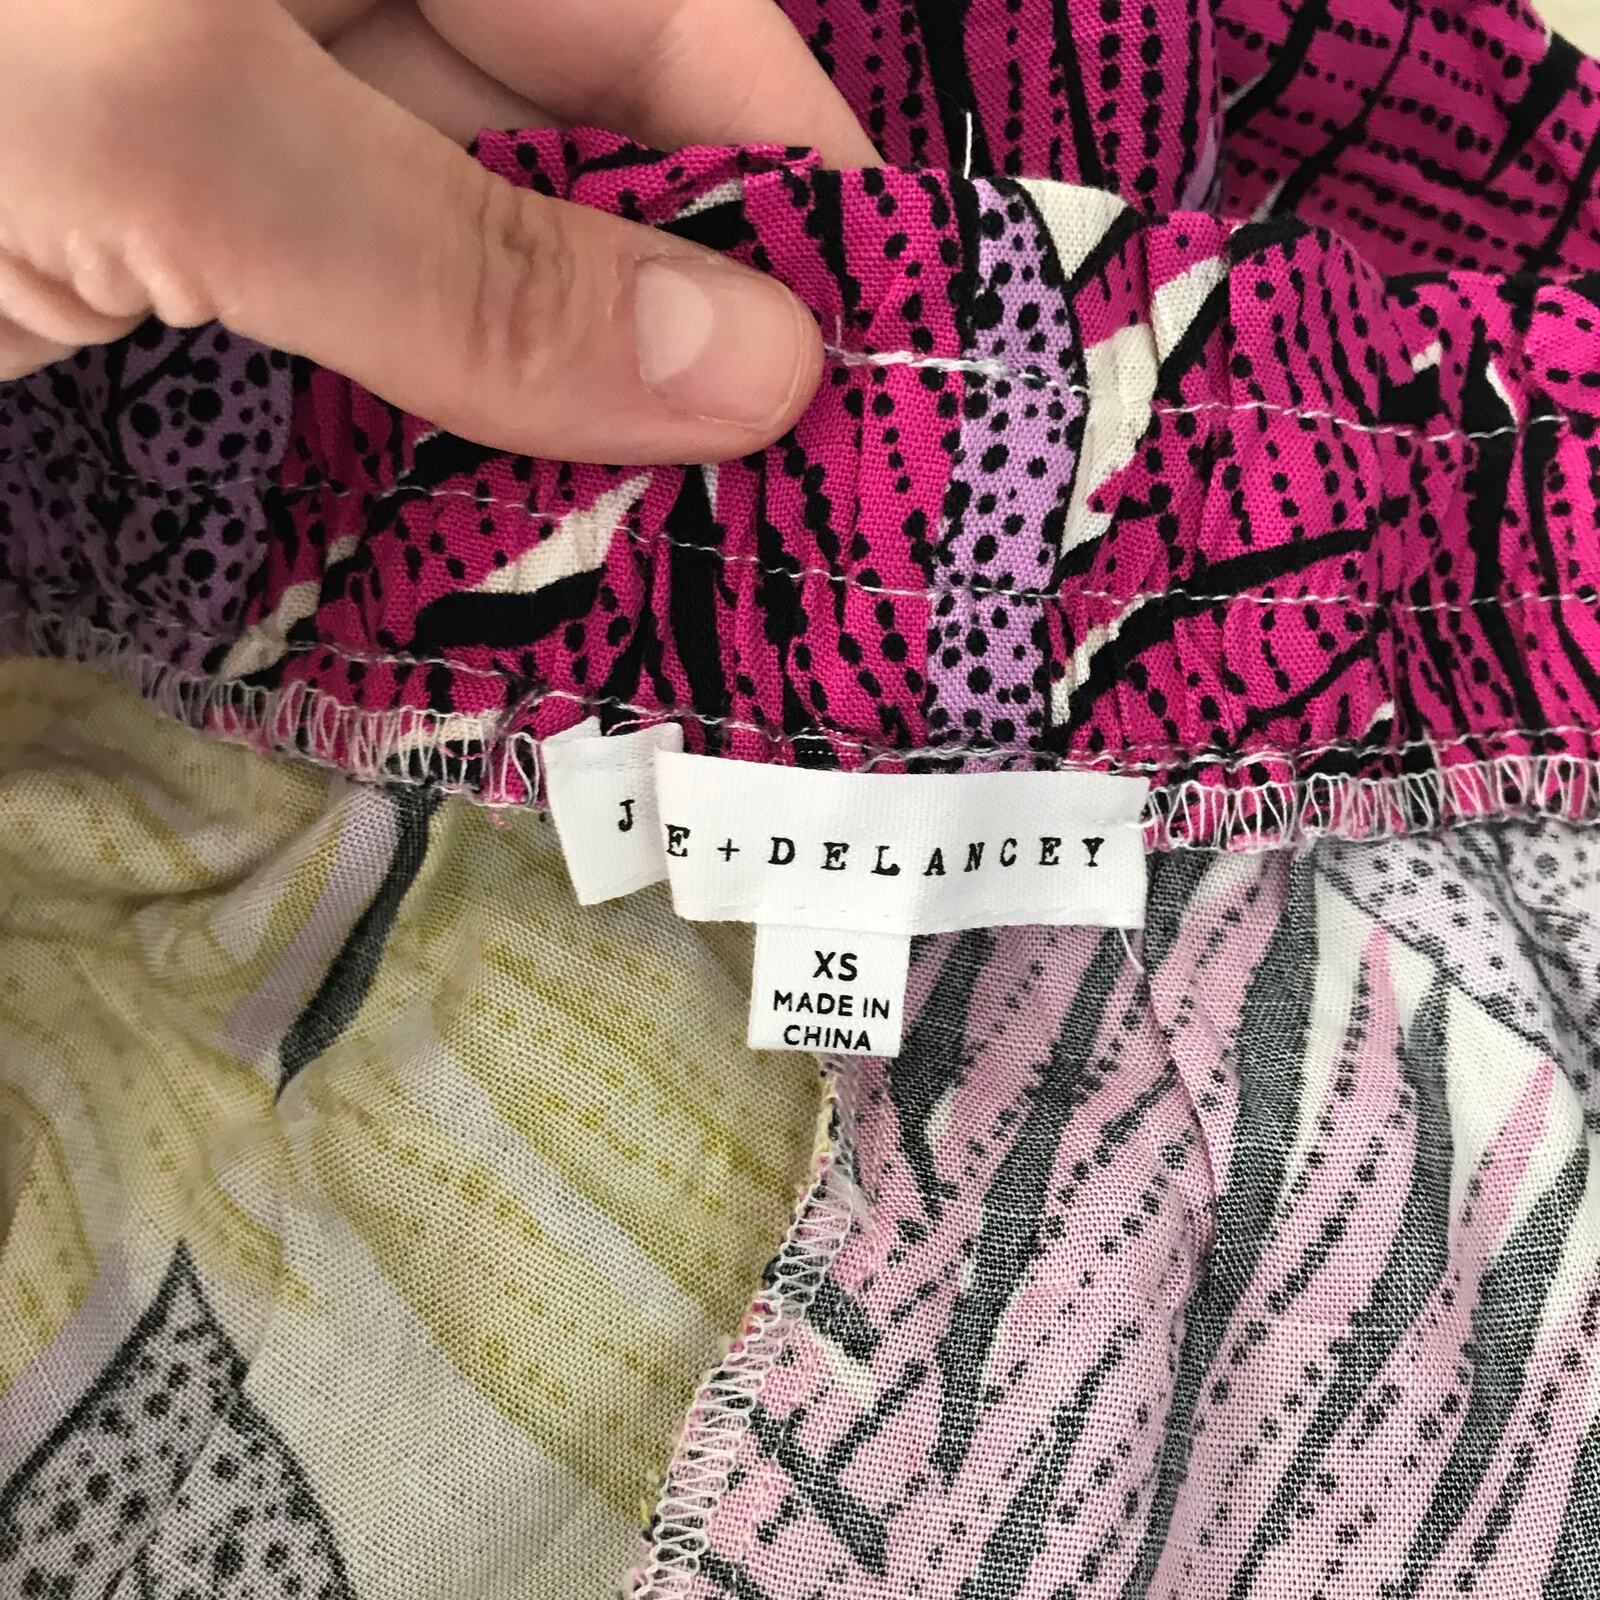 J E + DELANCEY
XS
MADE IN
CHINA